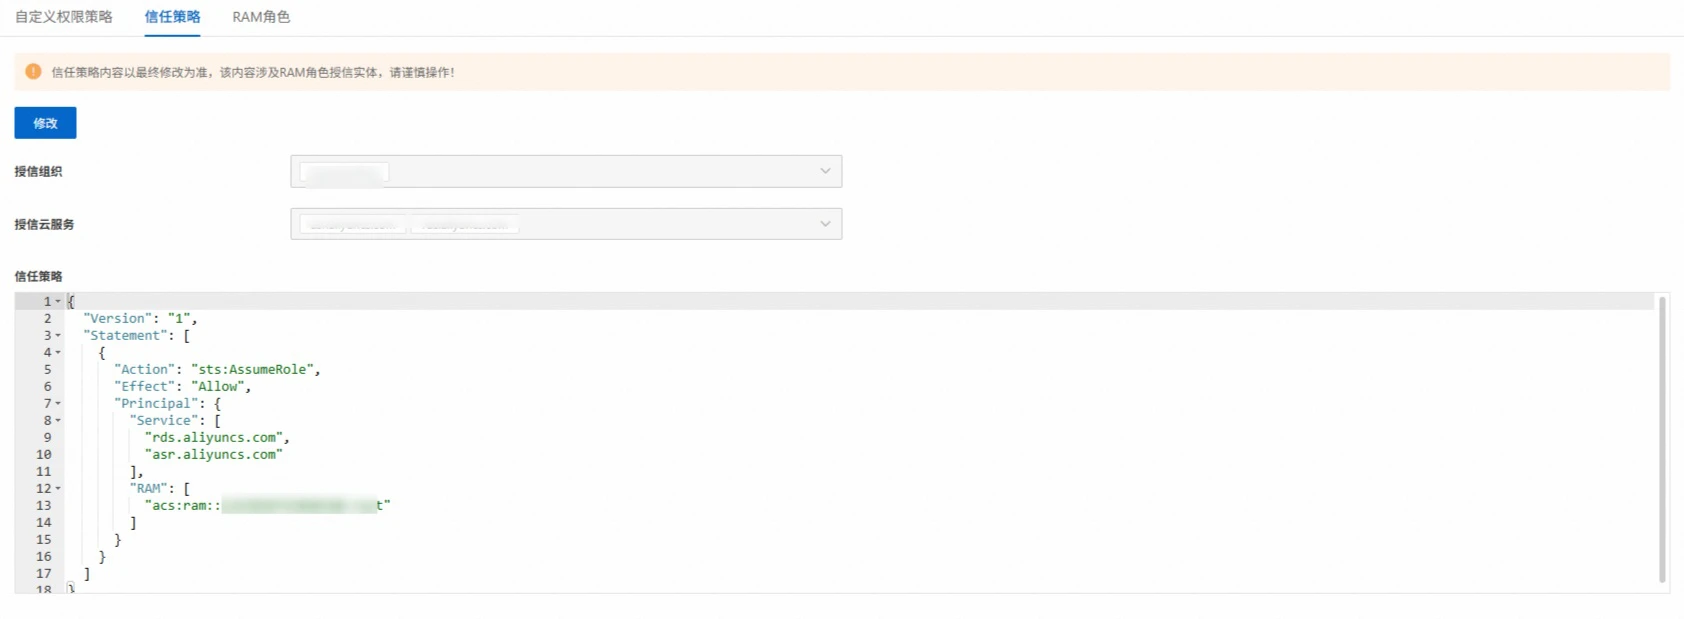 自定义权限策略 信任策略 RAM角色
信任策略内容以最终修改为准，该内容涉及RAM角色授信实体，请谨慎操作！
修改
授信组织
授信云服务
信任策略
1 {
2 "Version": "1",
3 "Statement": [
4 {
5 "Action": "sts:AssumeRole",
6 "Effect": "Allow",
7 "Principal": {
8 "Service": [
9 "rds.aliyuncs.com",
10 "asr.aliyuncs.com"
11 ],
12 "RAM": [
13 "acs:ram::
14 ]
15 }
16 }
17 ]
18 }